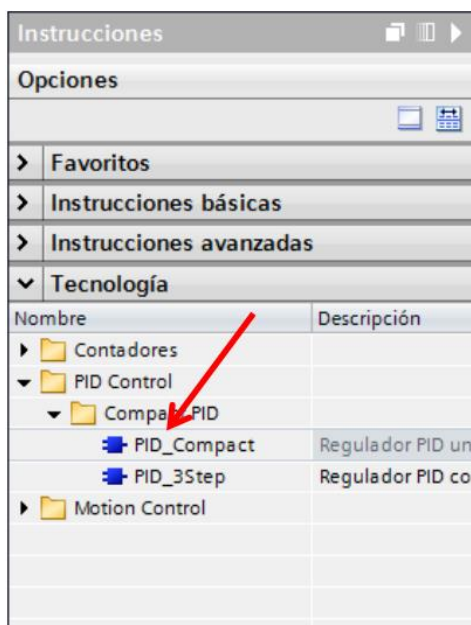 Instrucciones
Opciones
Favoritos
Instrucciones básicas
Instrucciones avanzadas
Tecnología
Nombre Descripción
Contadores
PID Control
Compact PID
PID_Compact Regulador PID un
PID_3Step Regulador PID co
Motion Control